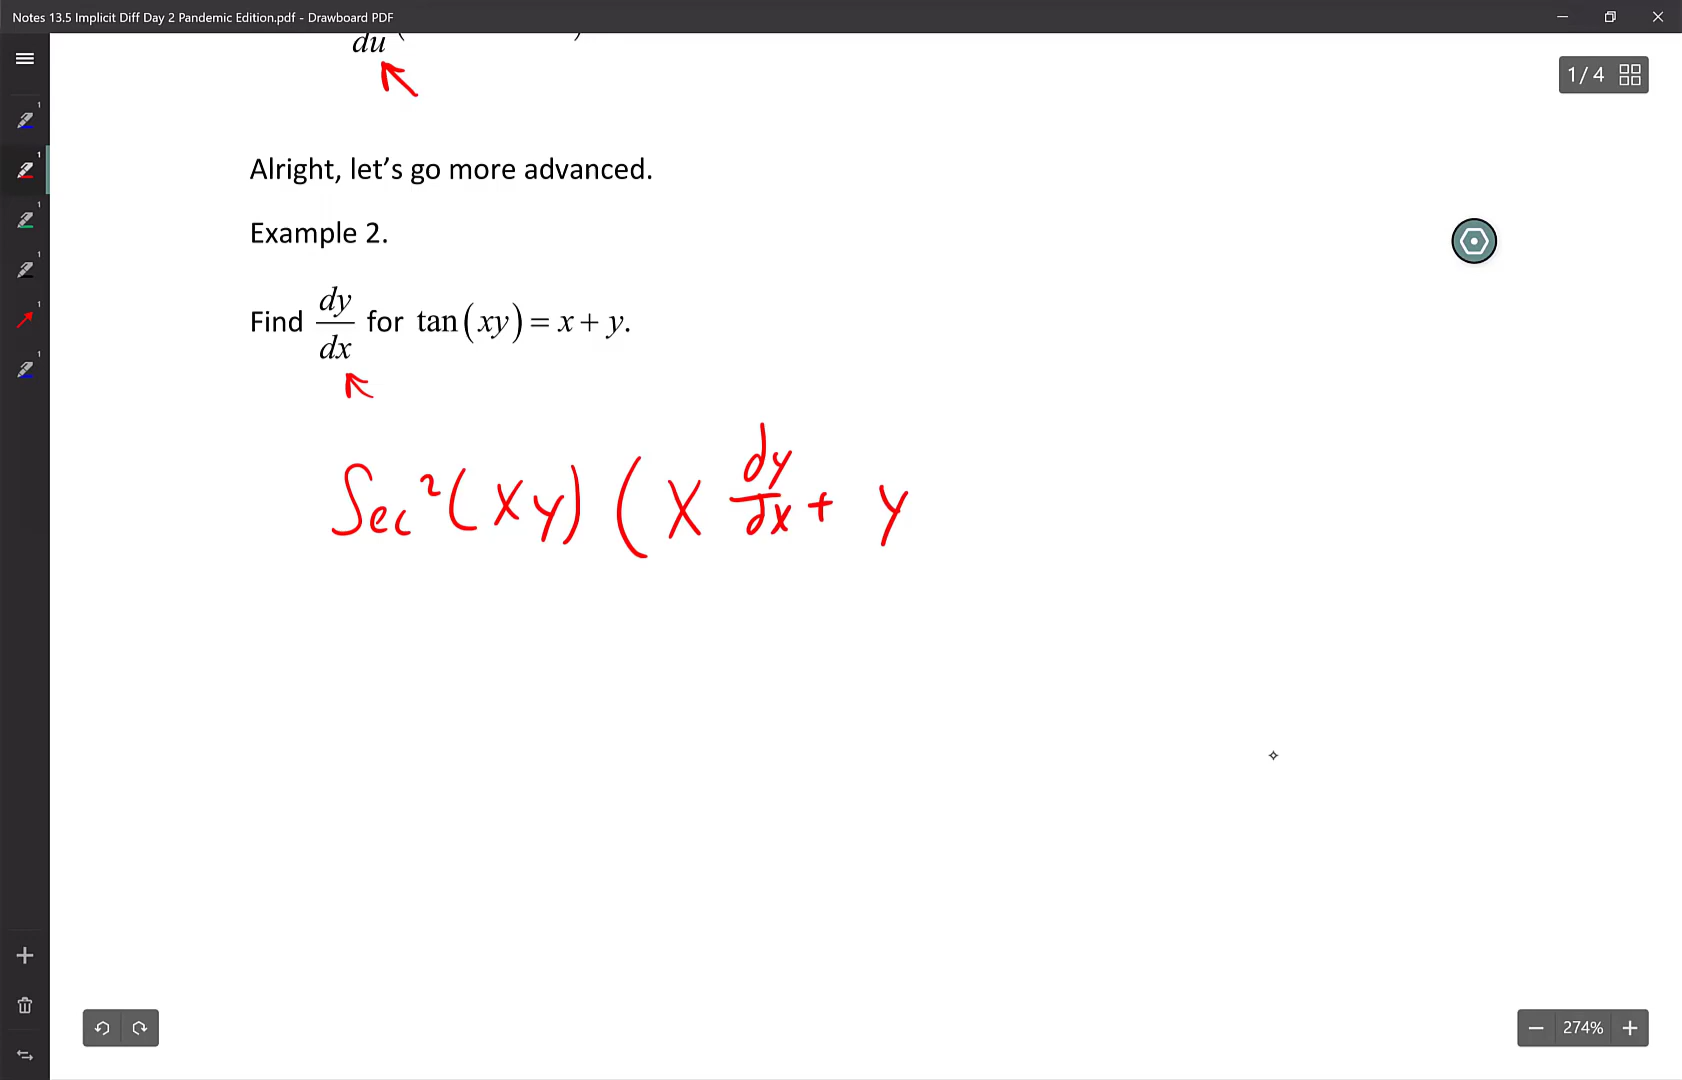 Notes 13.5 Implicit Diff Day 2 Pandemic Edition.pdf - Drawboard PDF
du
1 / 4
Alright, let's go more advanced.
Example 2.
Find dy/dx for tan(xy) = x + y.
Sec²(xy) (x dy/dx + y
274%